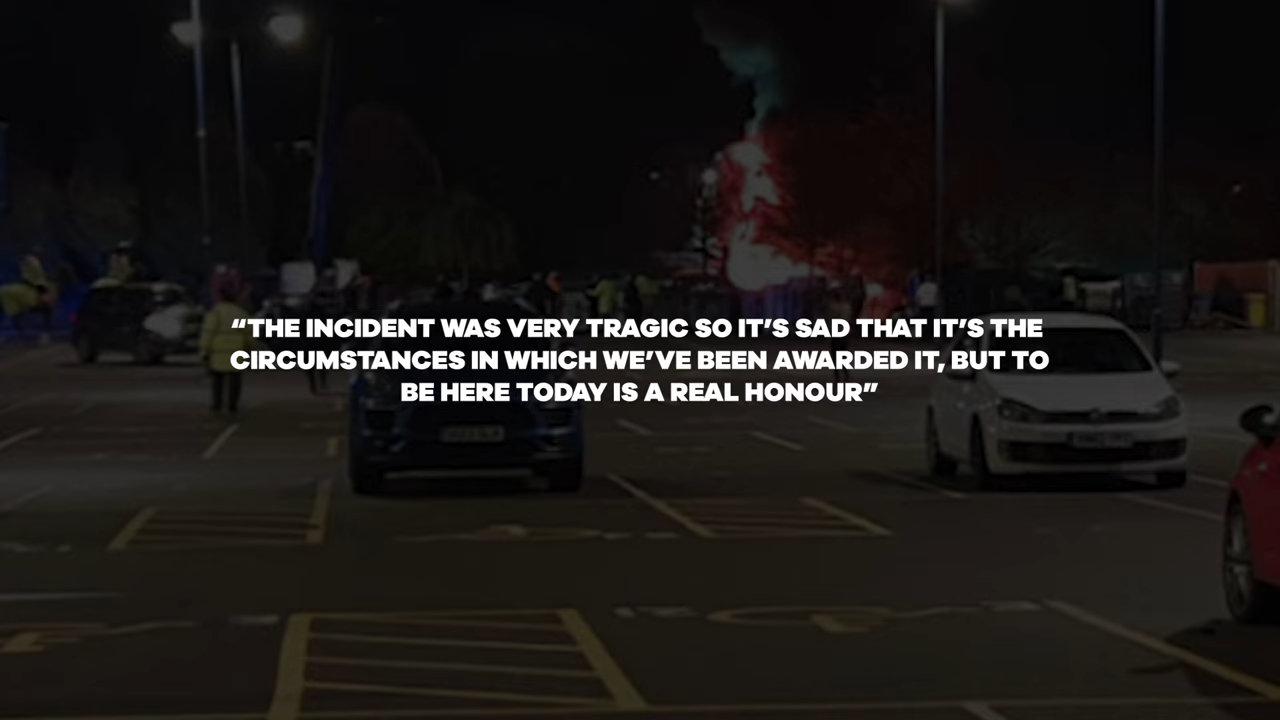 “THE INCIDENT WAS VERY TRAGIC SO IT’S SAD THAT IT’S THE
CIRCUMSTANCES IN WHICH WE’VE BEEN AWARDED IT, BUT TO
BE HERE TODAY IS A REAL HONOUR”